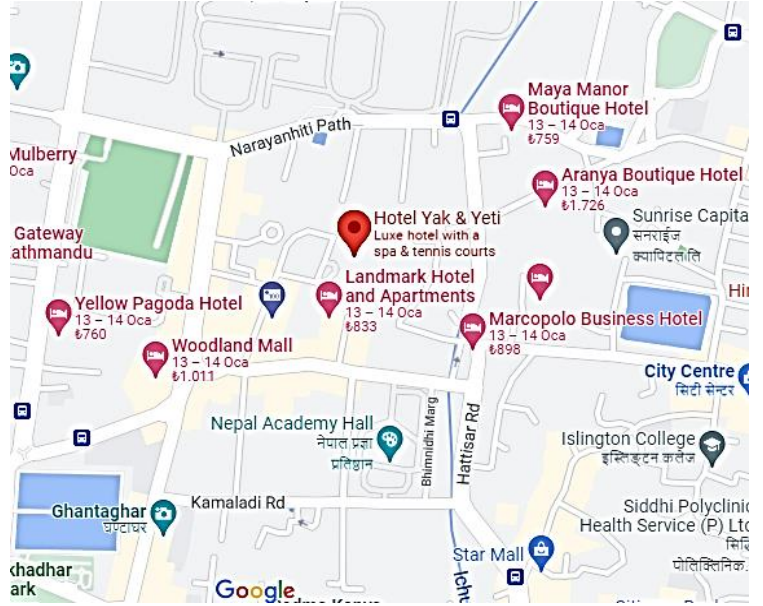 Maya Manor
Boutique Hotel
13 – 14 Oca
₺759
Narayanhiti Path
Mulberry
Oca
Aranya Boutique Hotel
13 – 14 Oca
₺1.726
Hotel Yak & Yeti
Luxe hotel with a
spa & tennis courts
Sunrise Capita
सनराईज
क्यापिटल लि
Gateway
athmandu
Landmark Hotel
and Apartments
13 – 14 Oca
₺833
Yellow Pagoda Hotel
13 – 14 Oca
₺760
Hir
Marcopolo Business Hotel
13 – 14 Oca
₺898
Woodland Mall
13 – 14 Oca
₺1.011
City Centre
सिटी सेन्टर
Nepal Academy Hall
नेपाल प्रज्ञा
प्रतिष्ठान
Bhimnidhi Marg
Hattisar Rd
Islington College
इस्लिङ्टन कलेज
Kamaladi Rd
Ghantaghar
घण्टाघर
Siddhi Polyclinic
Health Service (P) Ltd
सिद्धि
पोलिक्लिनिक
Star Mall
khadhar
ark
Google
Ichu